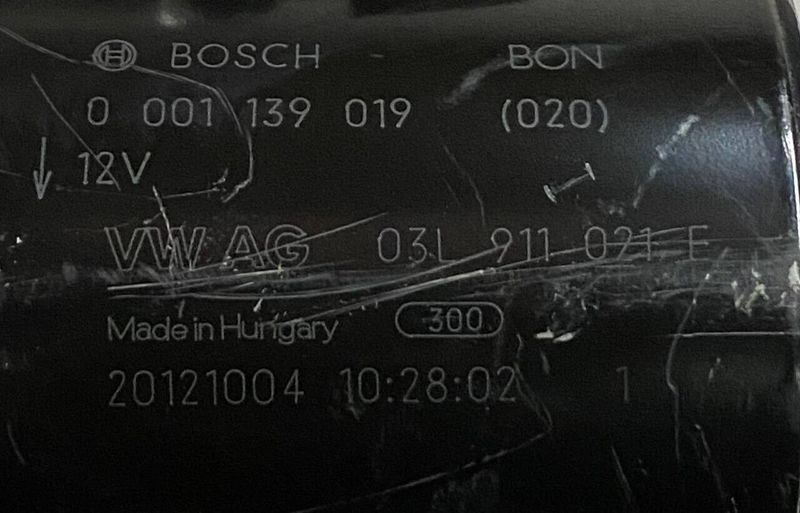 BOSCH BON
0 001 139 019 (020)
12V
VW AG 03L 911 021 E
Made in Hungary 300
20121004 10:28:02 1